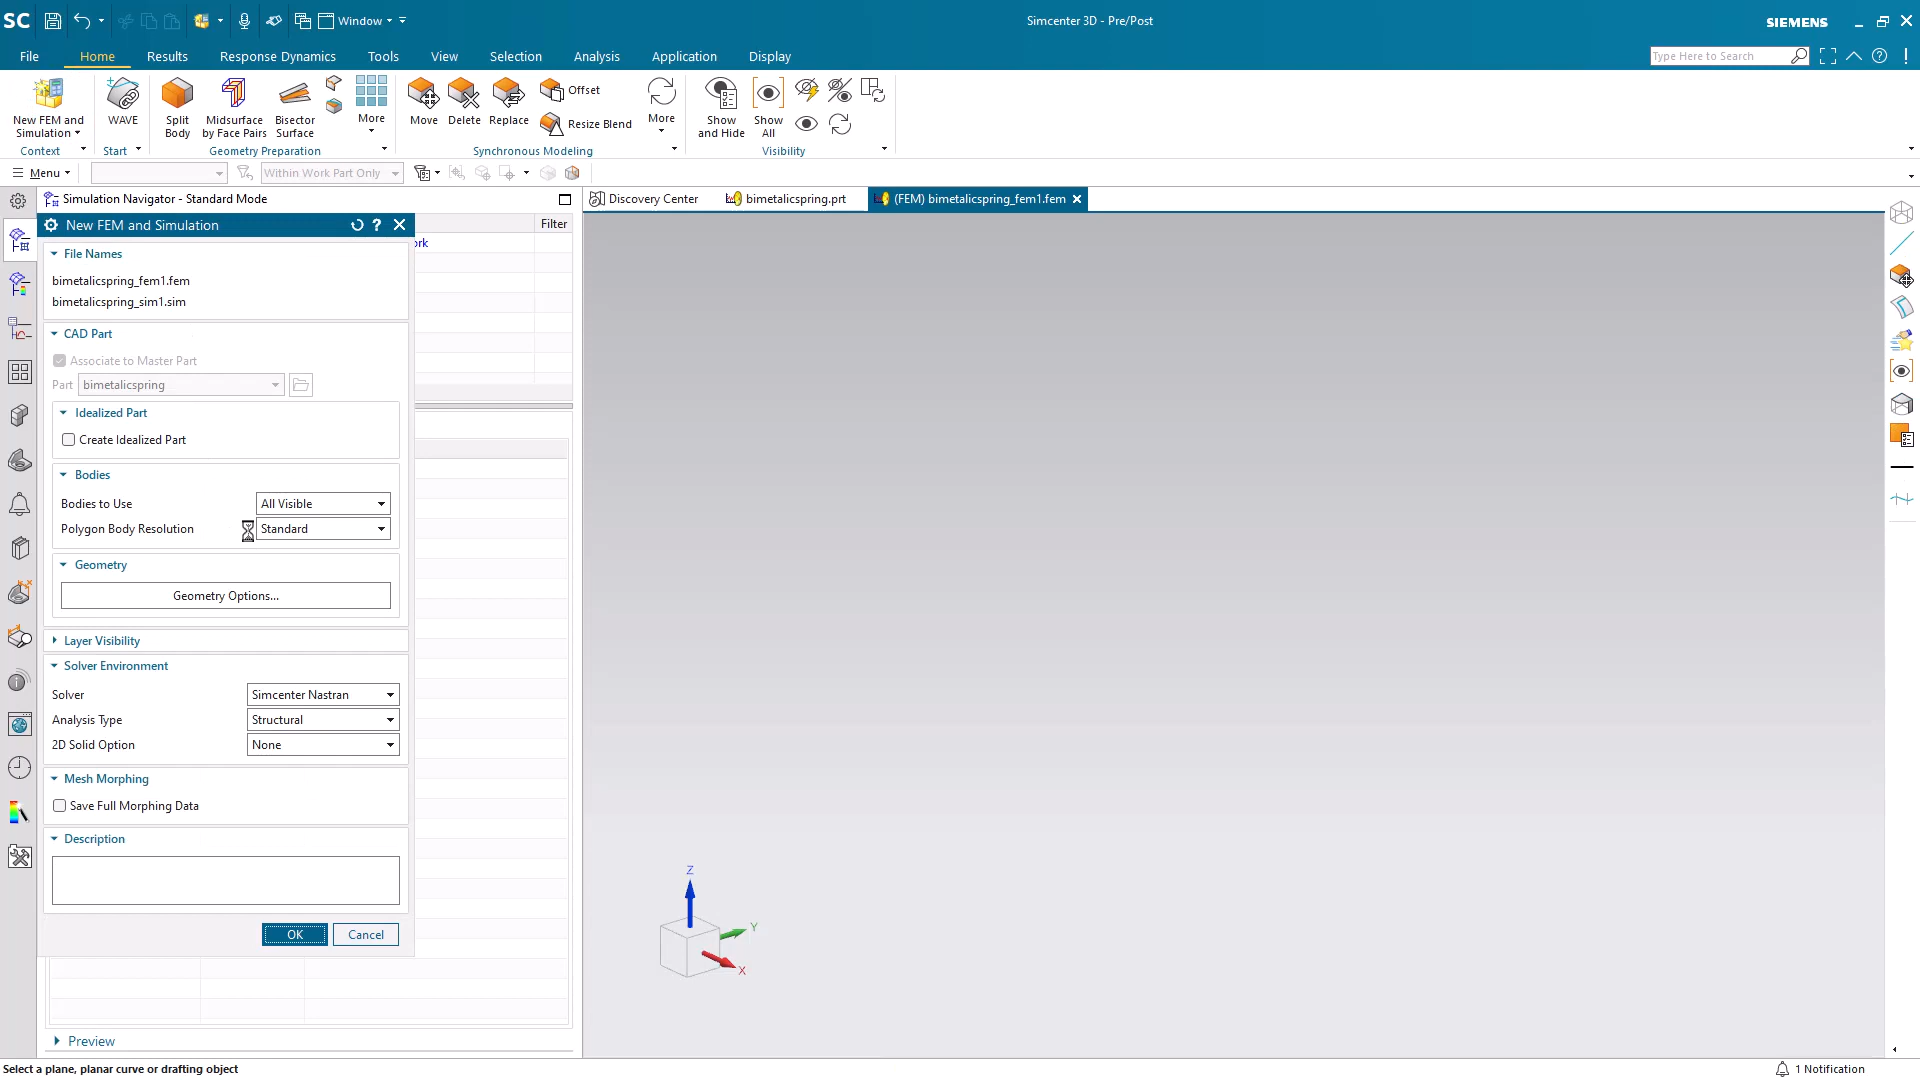 SC Window Simcenter 3D - Pre/Post SIEMENS
File Home Results Response Dynamics Tools View Selection Analysis Application Display Type Here to Search
New FEM and Simulation
WAVE
Split Body
Midsurface by Face Pairs
Bisector Surface
More
Move
Delete
Replace
Offset
Resize Blend
More
Show and Hide
Show All
Context Start Geometry Preparation Synchronous Modeling Visibility
Menu Within Work Part Only
Simulation Navigator - Standard Mode
Discovery Center bimetalicspring.prt (FEM) bimetalicspring_fem1.fem
New FEM and Simulation
Filter
File Names
bimetalicspring_fem1.fem
bimetalicspring_sim1.sim
CAD Part
Associate to Master Part
Part bimetalicspring
Idealized Part
Create Idealized Part
Bodies
Bodies to Use All Visible
Polygon Body Resolution Standard
Geometry
Geometry Options...
Layer Visibility
Solver Environment
Solver Simcenter Nastran
Analysis Type Structural
2D Solid Option None
Mesh Morphing
Save Full Morphing Data
Description
OK Cancel
Z
Y
X
Preview
Select a plane, planar curve or drafting object
1 Notification